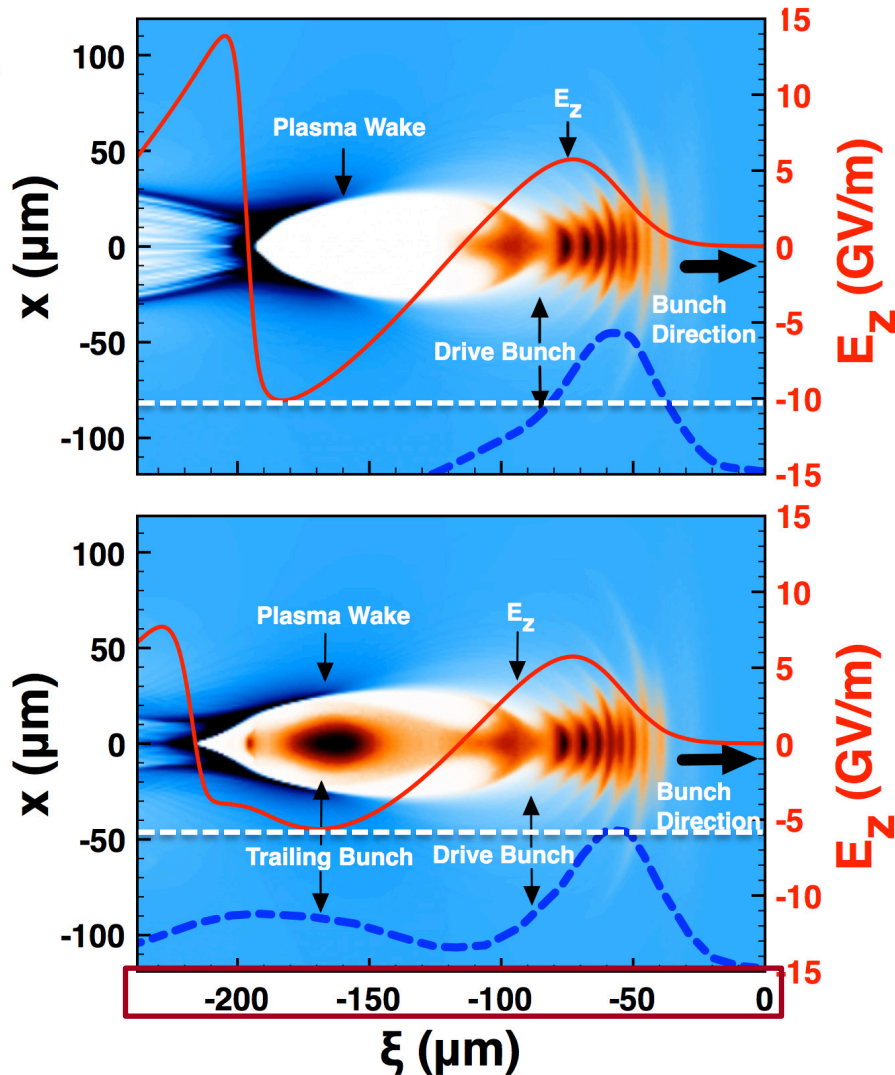 100
50
0
-50
-100
x (μm)
Plasma Wake
E_z
Drive Bunch
Bunch
Direction
15
10
5
0
-5
-10
-15
E_z (GV/m)
100
50
0
-50
-100
x (μm)
Plasma Wake
E_z
Trailing Bunch
Drive Bunch
Bunch
Direction
15
10
5
0
-5
-10
-15
E_z (GV/m)
-200 -150 -100 -50 0
ξ (μm)